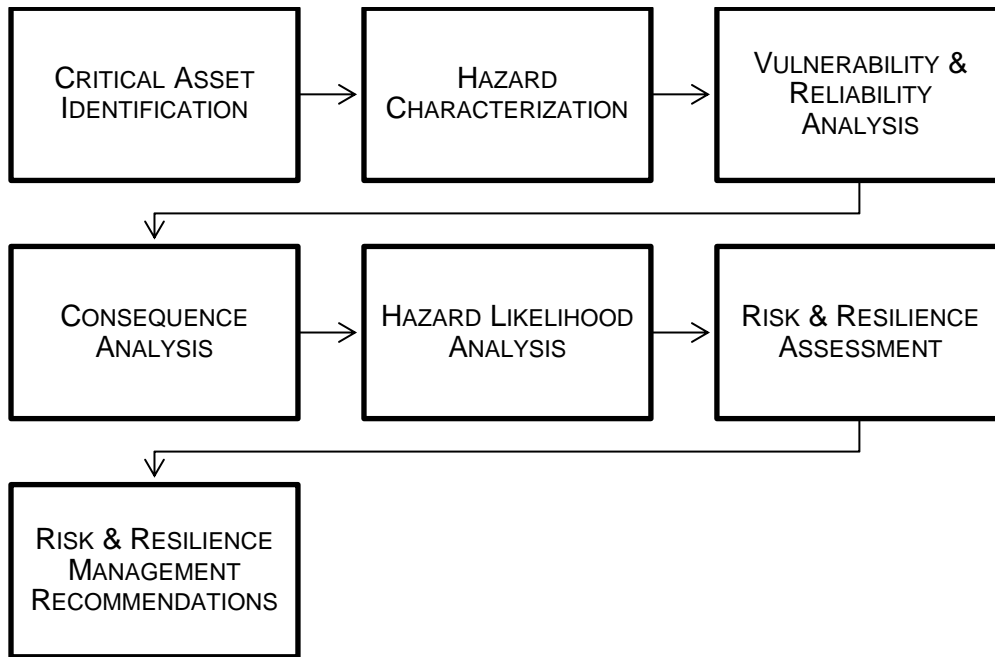 CRITICAL ASSET
IDENTIFICATION
HAZARD
CHARACTERIZATION
VULNERABILITY &
RELIABILITY
ANALYSIS
CONSEQUENCE
ANALYSIS
HAZARD LIKELIHOOD
ANALYSIS
RISK & RESILIENCE
ASSESSMENT
RISK & RESILIENCE
MANAGEMENT
RECOMMENDATIONS